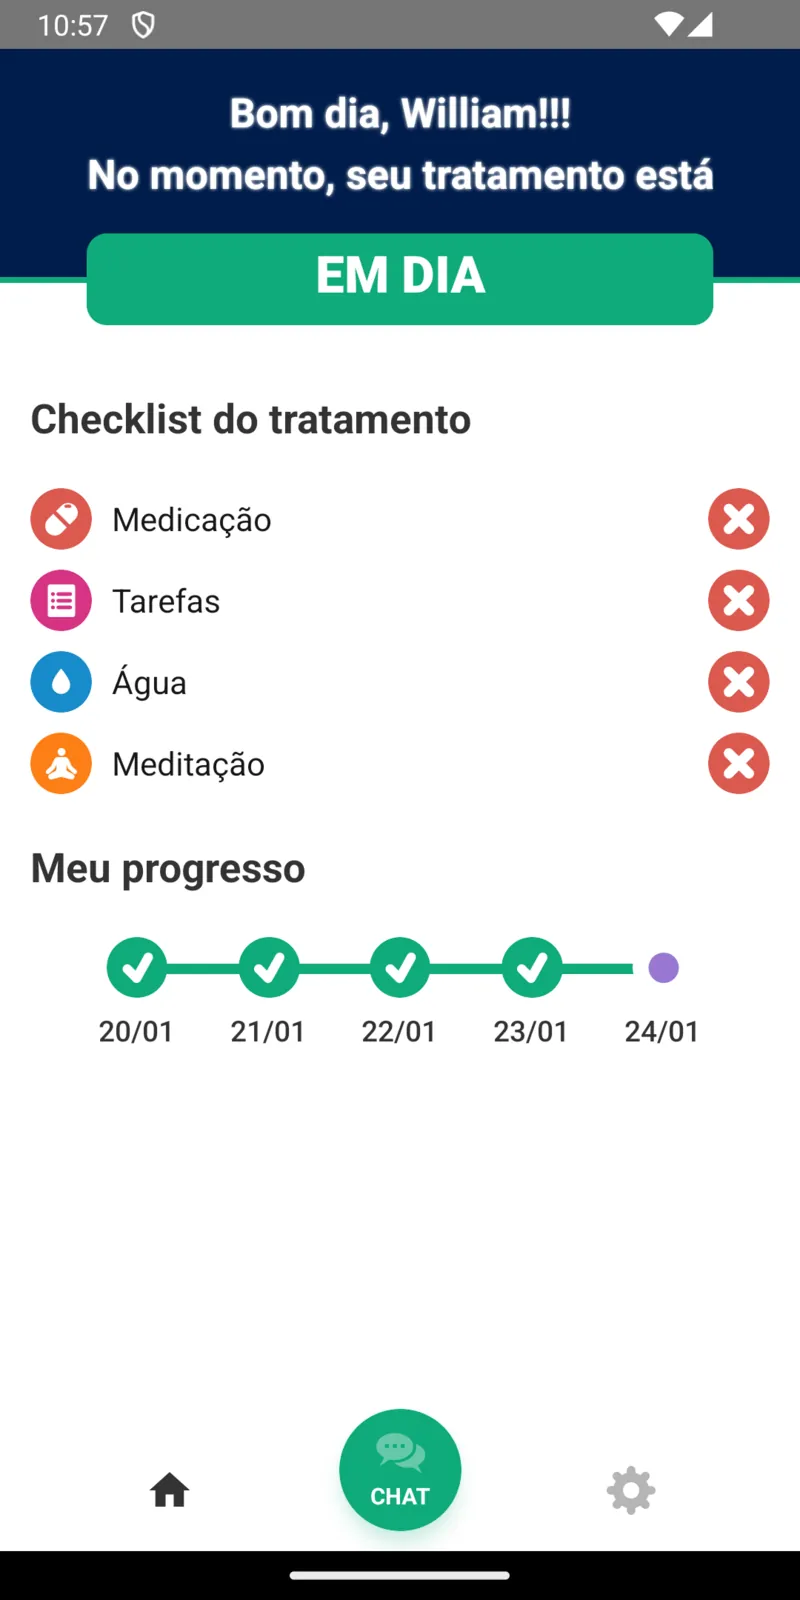 10:57
Bom dia, William!!!
No momento, seu tratamento está
EM DIA
Checklist do tratamento
Medicação
Tarefas
Água
Meditação
Meu progresso
20/01 21/01 22/01 23/01 24/01
CHAT